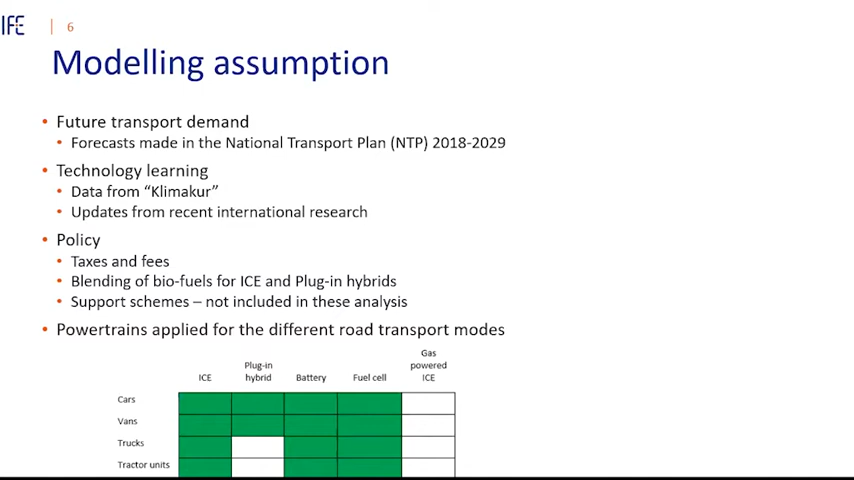 IFE
6
Modelling assumption
• Future transport demand
• Forecasts made in the National Transport Plan (NTP) 2018-2029
• Technology learning
• Data from “Klimakur”
• Updates from recent international research
• Policy
• Taxes and fees
• Blending of bio-fuels for ICE and Plug-in hybrids
• Support schemes – not included in these analysis
• Powertrains applied for the different road transport modes
ICE
Plug-in
hybrid
Battery
Fuel cell
Gas
powered
ICE
Cars
Vans
Trucks
Tractor units